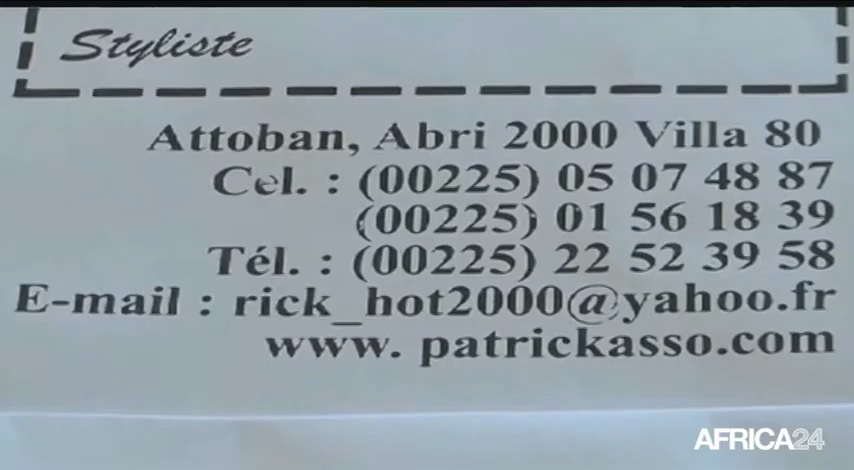 Styliste
Attoban, Abri 2000 Villa 80
Cel. : (00225) 05 07 48 87
(00225) 01 56 18 39
Tél. : (00225) 22 52 39 58
E-mail : rick_hot2000@yahoo.fr
www. patrickasso.com
AFRICA24